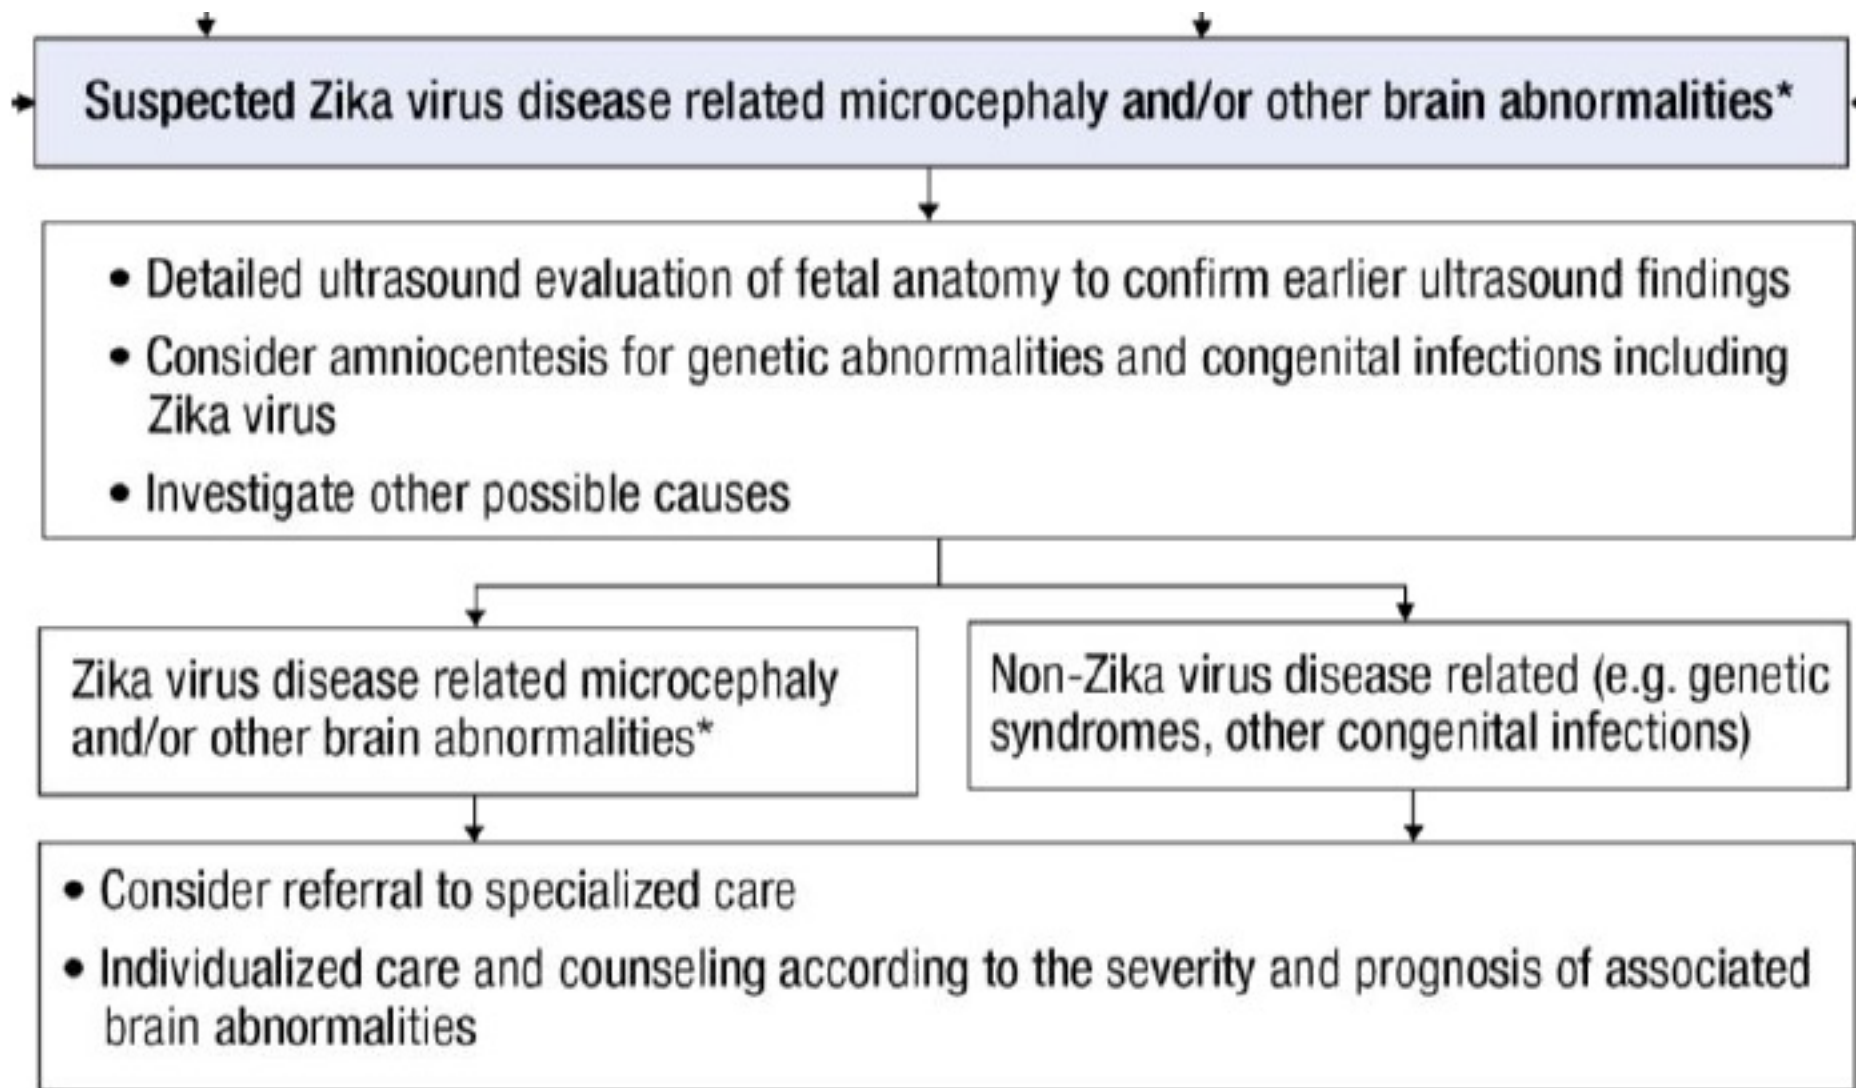 Suspected Zika virus disease related microcephaly and/or other brain abnormalities*
• Detailed ultrasound evaluation of fetal anatomy to confirm earlier ultrasound findings
• Consider amniocentesis for genetic abnormalities and congenital infections including
Zika virus
• Investigate other possible causes
Zika virus disease related microcephaly
and/or other brain abnormalities*
Non-Zika virus disease related (e.g. genetic
syndromes, other congenital infections)
• Consider referral to specialized care
• Individualized care and counseling according to the severity and prognosis of associated
brain abnormalities